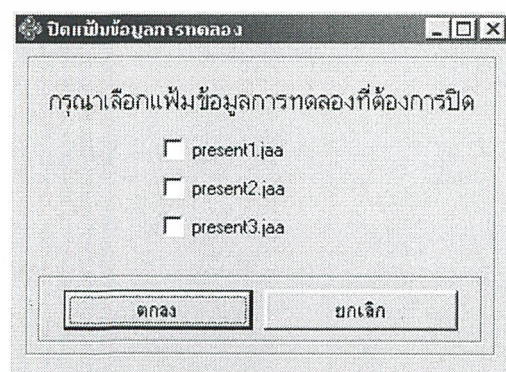 ปิดแฟ้มข้อมูลการทดลอง
กรุณาเลือกแฟ้มข้อมูลการทดลองที่ต้องการปิด
present1.jaa
present2.jaa
present3.jaa
ตกลง
ยกเลิก